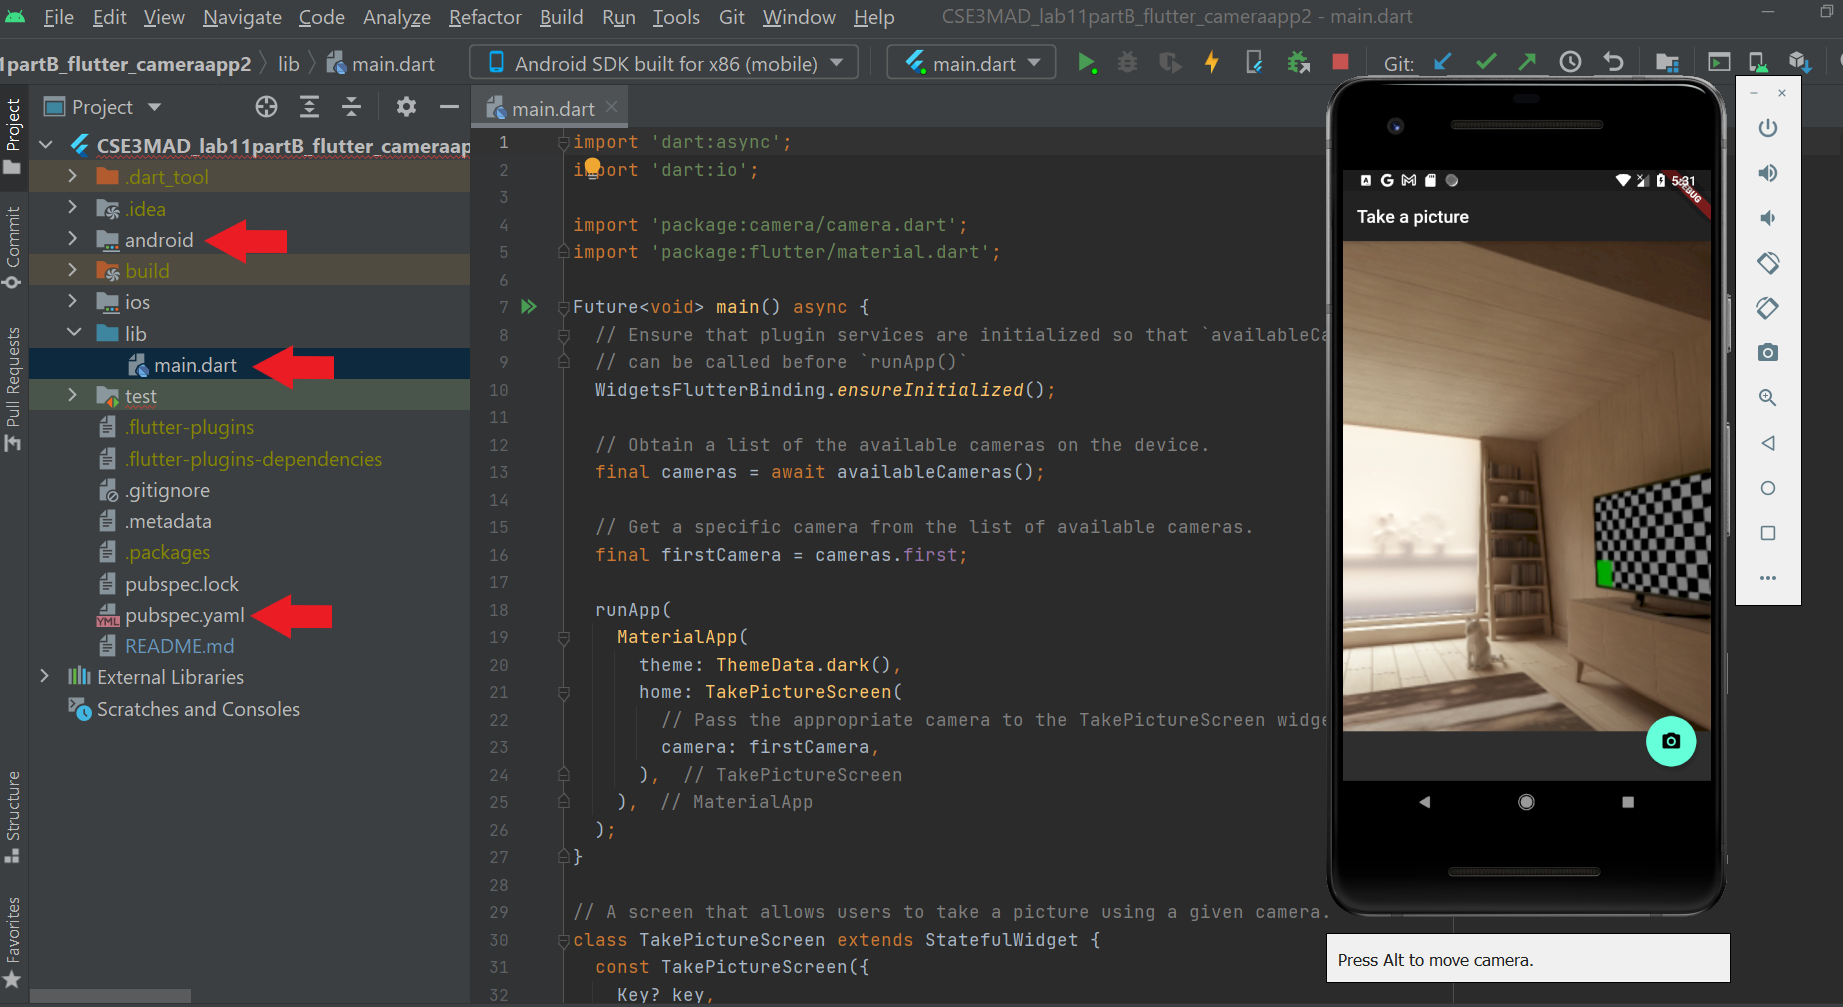 File Edit View Navigate Code Analyze Refactor Build Run Tools Git Window Help CSE3MAD_lab11partB_flutter_cameraapp2 - main.dart
1partB_flutter_cameraapp2 lib main.dart Android SDK built for x86 (mobile) main.dart Git:
Project
main.dart
Project
Commit
Pull Requests
Structure
Favorites
CSE3MAD_lab11partB_flutter_cameraap
.dart_tool
.idea
android
build
ios
lib
main.dart
test
.flutter-plugins
.flutter-plugins-dependencies
.gitignore
.metadata
.packages
pubspec.lock
YML pubspec.yaml
README.md
External Libraries
Scratches and Consoles
1 import 'dart:async';
2 import 'dart:io';
3
4 import 'package:camera/camera.dart';
5 import 'package:flutter/material.dart';
6
7 Future<void> main() async {
8 // Ensure that plugin services are initialized so that `availableCa
9 // can be called before `runApp()`
10 WidgetsFlutterBinding.ensureInitialized();
11
12 // Obtain a list of the available cameras on the device.
13 final cameras = await availableCameras();
14
15 // Get a specific camera from the list of available cameras.
16 final firstCamera = cameras.first;
17
18 runApp(
19 MaterialApp(
20 theme: ThemeData.dark(),
21 home: TakePictureScreen(
22 // Pass the appropriate camera to the TakePictureScreen widge
23 camera: firstCamera,
24 ), // TakePictureScreen
25 ), // MaterialApp
26 );
27 }
28
29 // A screen that allows users to take a picture using a given camera.
30 class TakePictureScreen extends StatefulWidget {
31 const TakePictureScreen({
32 Key? key,
5:31
Take a picture
Press Alt to move camera.